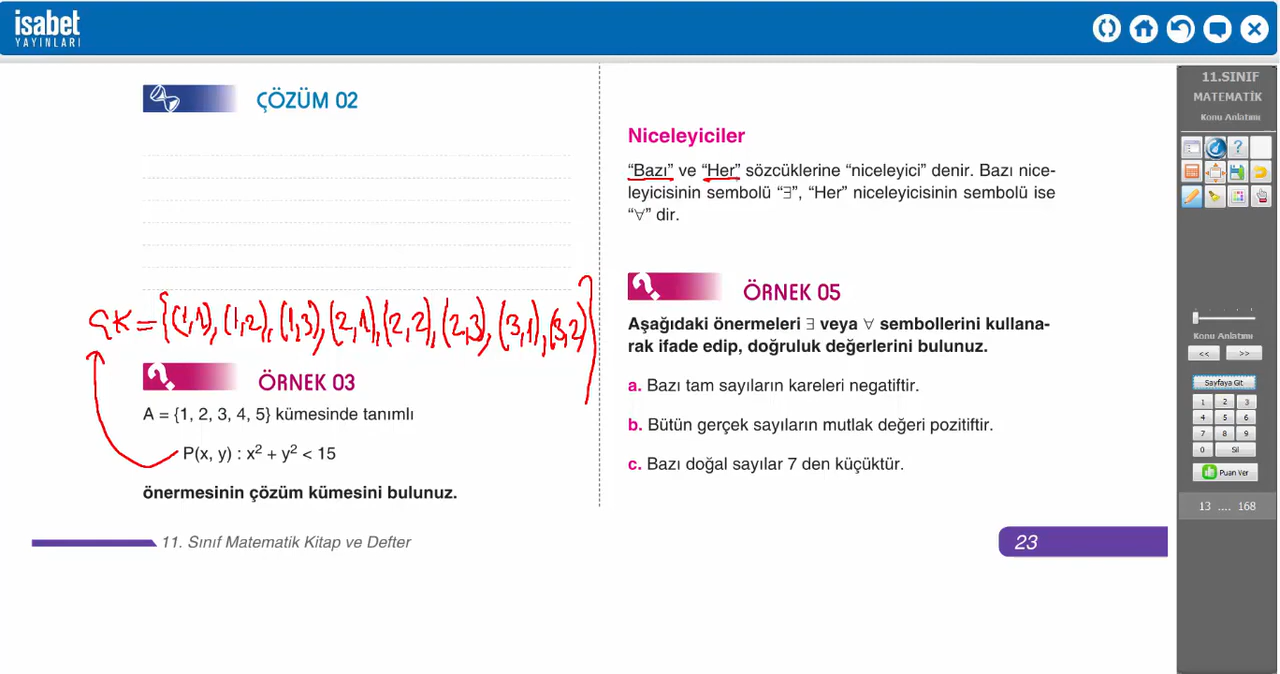 isabet
YAYINLARI
ÇÖZÜM 02
ÇK = {(1,1), (1,2), (1,3), (2,1), (2,2), (2,3), (3,1), (3,2)}
ÖRNEK 03
A = {1, 2, 3, 4, 5} kümesinde tanımlı
P(x, y) : x² + y² < 15
önermesinin çözüm kümesini bulunuz.
11. Sınıf Matematik Kitap ve Defter
Niceleyiciler
“Bazı” ve “Her” sözcüklerine “niceleyici” denir. Bazı nice-
leyicisinin sembolü “∃”, “Her” niceleyicisinin sembolü ise
“∀” dir.
ÖRNEK 05
Aşağıdaki önermeleri ∃ veya ∀ sembollerini kullana-
rak ifade edip, doğruluk değerlerini bulunuz.
a. Bazı tam sayıların kareleri negatiftir.
b. Bütün gerçek sayıların mutlak değeri pozitiftir.
c. Bazı doğal sayılar 7 den küçüktür.
23
11.SINIF
MATEMATİK
Konu Anlatımı
Konu Anlatımı
<< >>
Sayfaya Git
1 2 3
4 5 6
7 8 9
0 Sil
Puan Ver
13 .... 168